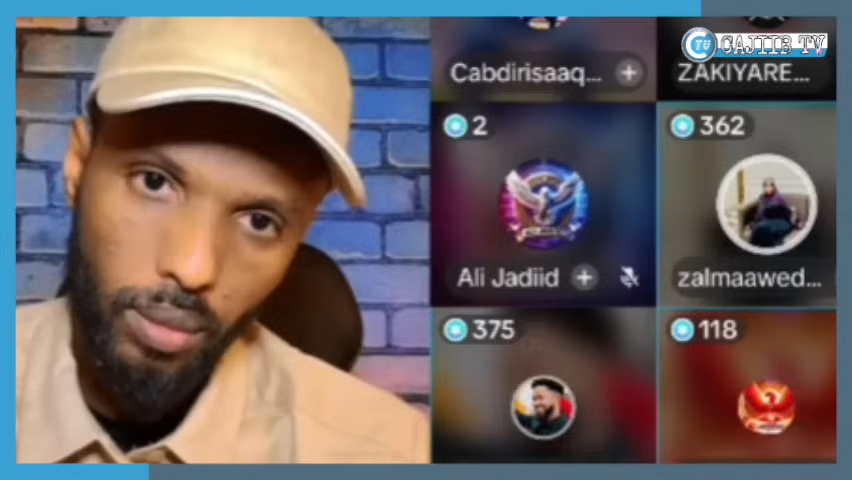 CAJIIB TV
Cabdirisaaq...
ZAKIYARE...
2
362
Ali Jadiid
zalmaawed...
375
118